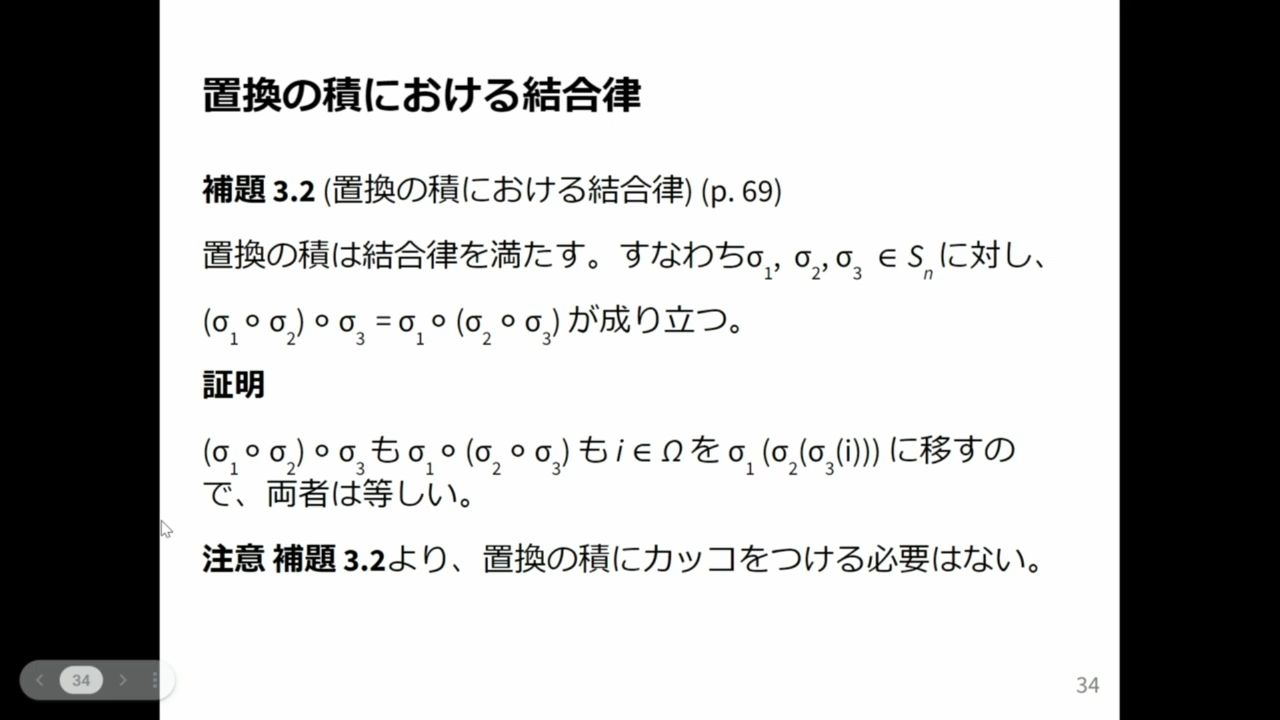 置換の積における結合律
補題 3.2 (置換の積における結合律) (p. 69)
置換の積は結合律を満たす。すなわちσ₁, σ₂, σ₃ ∈ Sₙ に対し、
(σ₁ ∘ σ₂) ∘ σ₃ = σ₁ ∘ (σ₂ ∘ σ₃) が成り立つ。
証明
(σ₁ ∘ σ₂) ∘ σ₃ も σ₁ ∘ (σ₂ ∘ σ₃) も i ∈ Ω を σ₁ (σ₂(σ₃(i))) に移すの
で、両者は等しい。
注意 補題 3.2より、置換の積にカッコをつける必要はない。
34
34